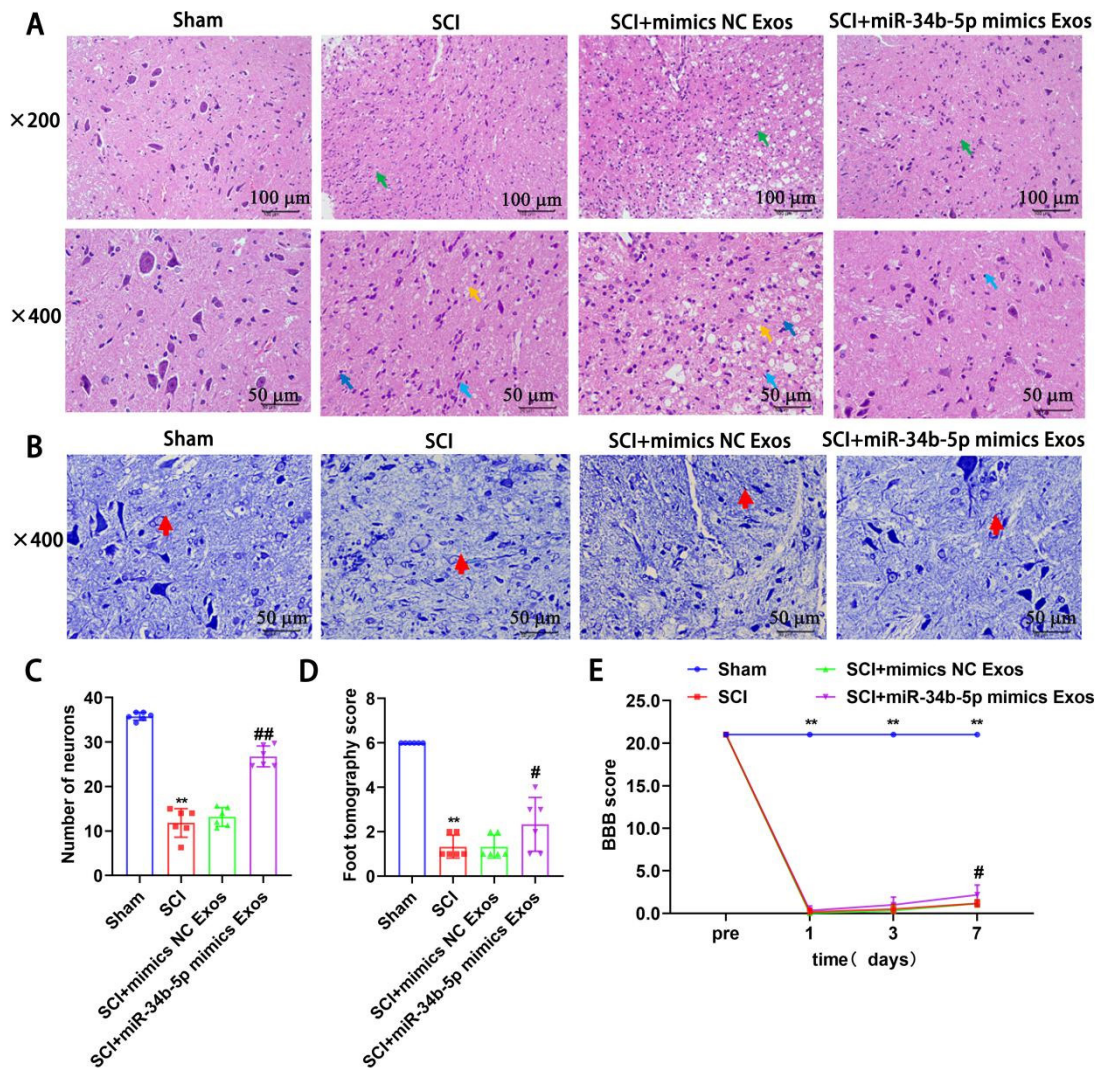 A
Sham
SCI
SCI+mimics NC Exos
SCI+miR-34b-5p mimics Exos
×200
100 μm
100 μm
100 μm
100 μm
×400
50 μm
50 μm
50 μm
50 μm
B
Sham
SCI
SCI+mimics NC Exos
SCI+miR-34b-5p mimics Exos
×400
50 μm
50 μm
50 μm
50 μm
C
Number of neurons
40
30
20
10
0
**
##
Sham
SCI
SCI+mimics NC Exos
SCI+miR-34b-5p mimics Exos
D
Foot tomography score
8
6
4
2
0
**
#
Sham
SCI
SCI+mimics NC Exos
SCI+miR-34b-5p mimics Exos
E
Sham
SCI
SCI+mimics NC Exos
SCI+miR-34b-5p mimics Exos
BBB score
25.0
20.0
15.0
10.0
5.0
0.0
** ** **
#
pre 1 3 7
time( days)